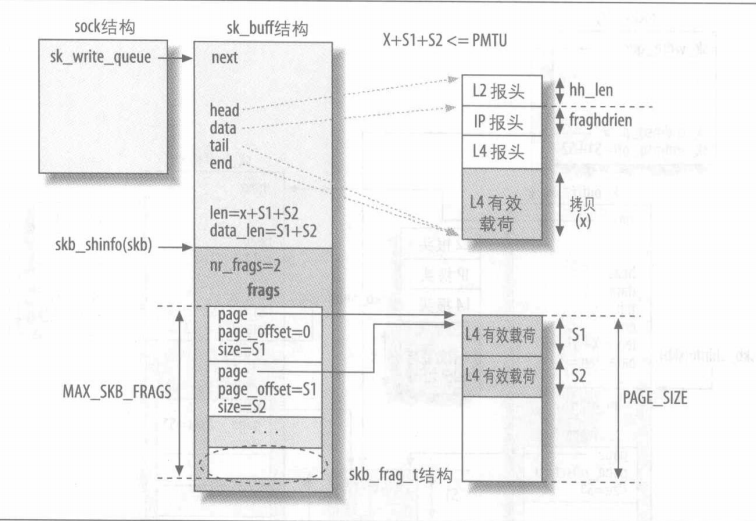 sock结构
sk_buff结构
X+S1+S2 <= PMTU
sk_write_queue
next
head
data
tail
end
len=x+S1+S2
data_len=S1+S2
skb_shinfo(skb)
nr_frags=2
frags
page
page_offset=0
size=S1
page
page_offset=S1
size=S2
. . .
MAX_SKB_FRAGS
skb_frag_t结构
L2 报头
hh_len
IP 报头
fraghdrien
L4 报头
L4 有效
载荷
拷贝
(x)
L4 有效载荷
S1
L4 有效载荷
S2
PAGE_SIZE